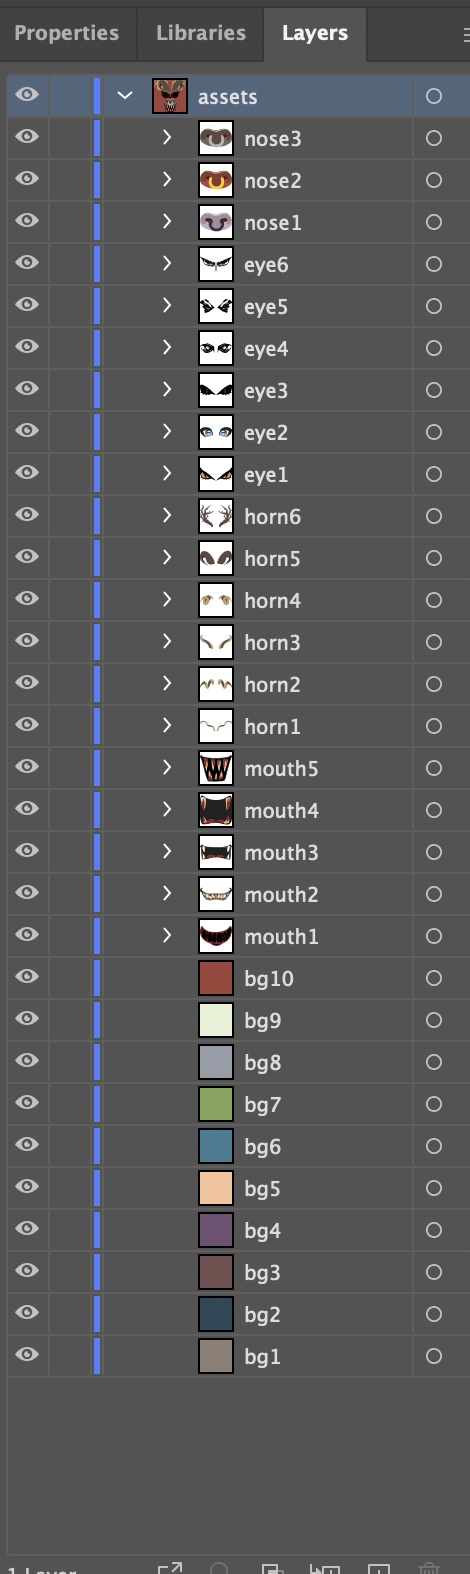 Properties Libraries Layers
assets
nose3
nose2
nose1
eye6
eye5
eye4
eye3
eye2
eye1
horn6
horn5
horn4
horn3
horn2
horn1
mouth5
mouth4
mouth3
mouth2
mouth1
bg10
bg9
bg8
bg7
bg6
bg5
bg4
bg3
bg2
bg1
1 Layer